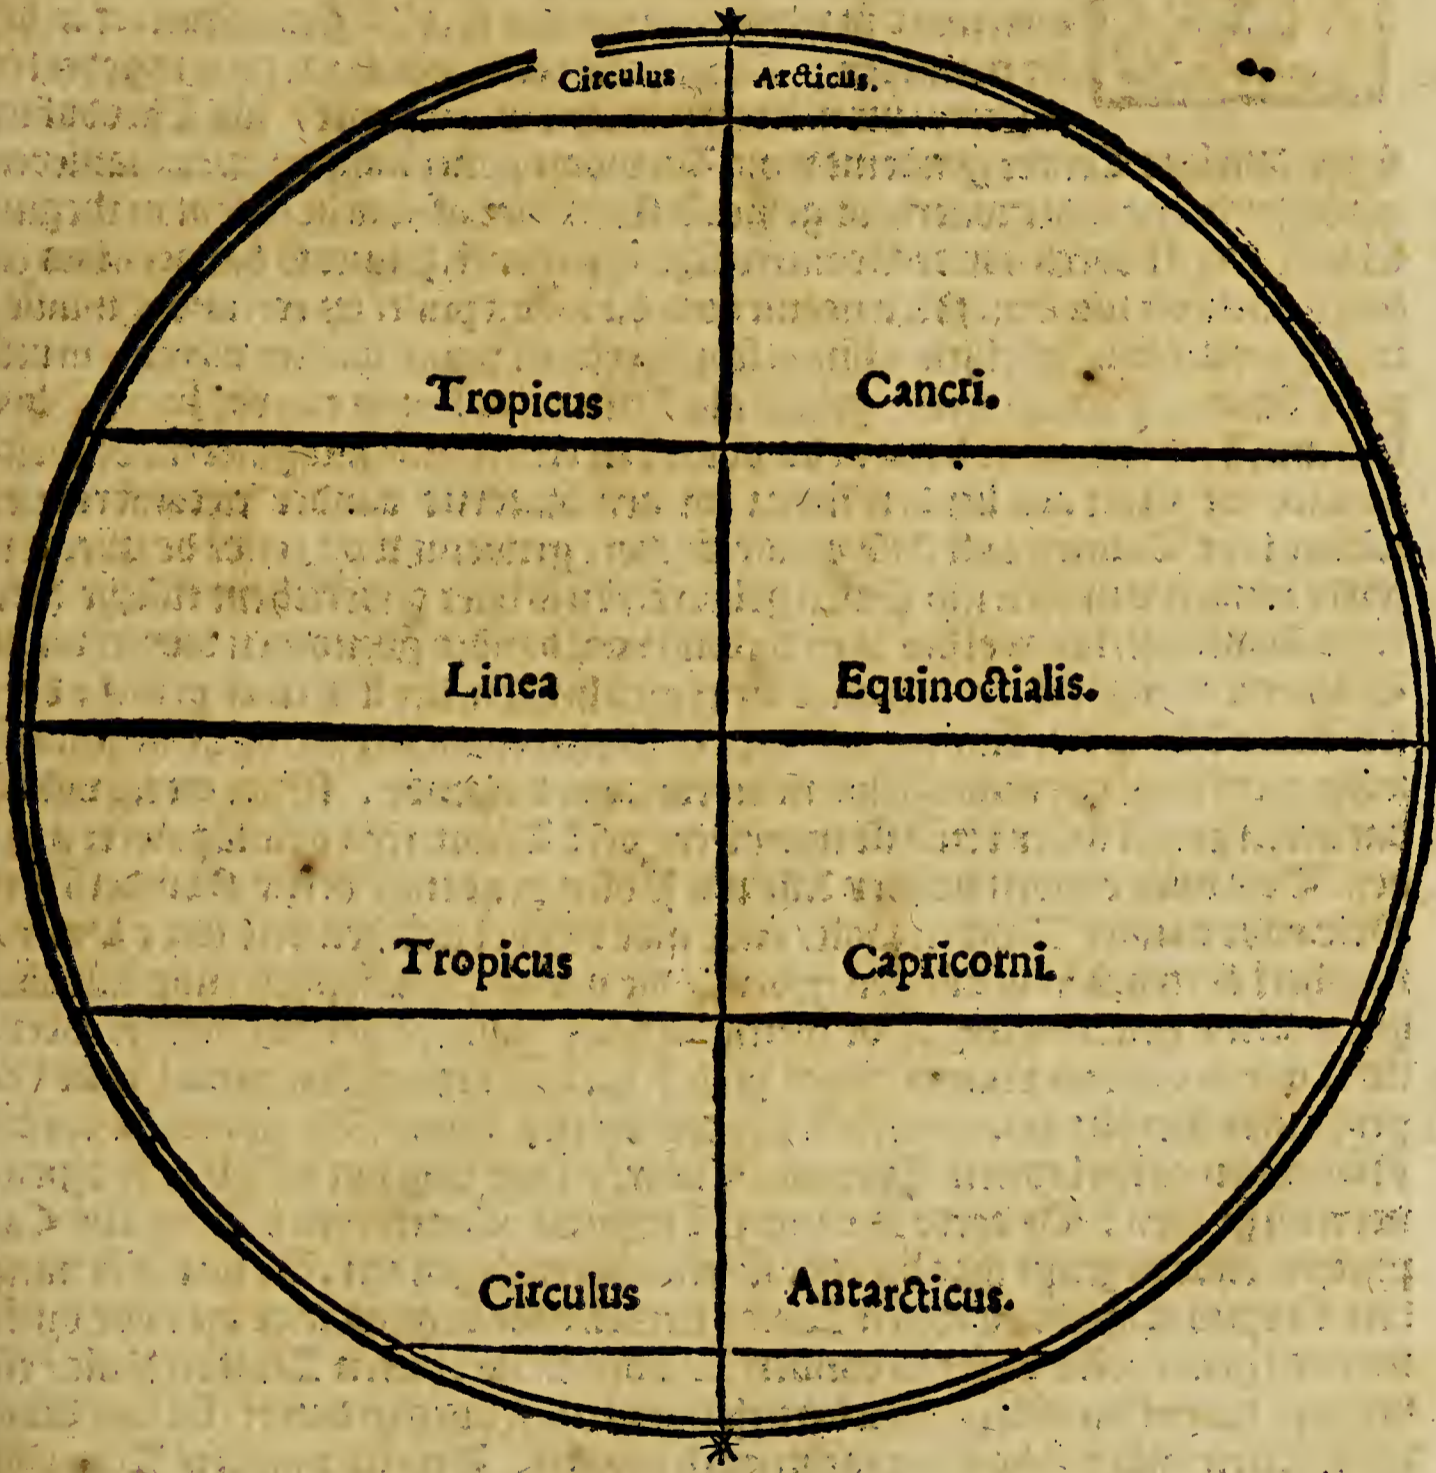 Circulus Arcticus.
Tropicus Cancri.
Linea Equinoctialis.
Tropicus Capricorni.
Circulus Antarcticus.